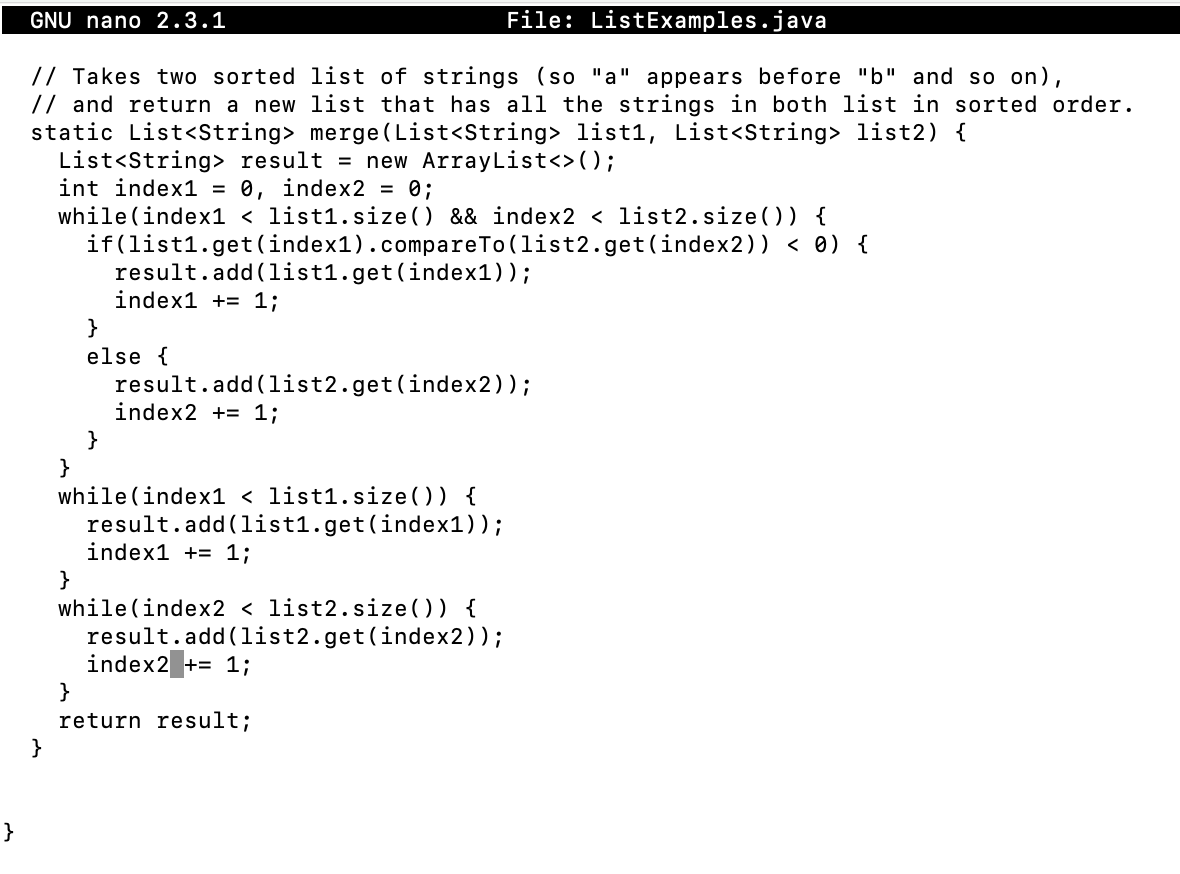 GNU nano 2.3.1 File: ListExamples.java
// Takes two sorted list of strings (so "a" appears before "b" and so on),
// and return a new list that has all the strings in both list in sorted order.
static List<String> merge(List<String> list1, List<String> list2) {
List<String> result = new ArrayList<>();
int index1 = 0, index2 = 0;
while(index1 < list1.size() && index2 < list2.size()) {
if(list1.get(index1).compareTo(list2.get(index2)) < 0) {
result.add(list1.get(index1));
index1 += 1;
}
else {
result.add(list2.get(index2));
index2 += 1;
}
}
while(index1 < list1.size()) {
result.add(list1.get(index1));
index1 += 1;
}
while(index2 < list2.size()) {
result.add(list2.get(index2));
index2 += 1;
}
return result;
}
}